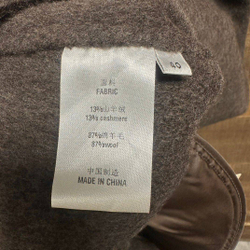 面料
FABRIC
13%山羊绒
13% cashmere
87%绵羊毛
87%wool
中国制造
MADE IN CHINA
40